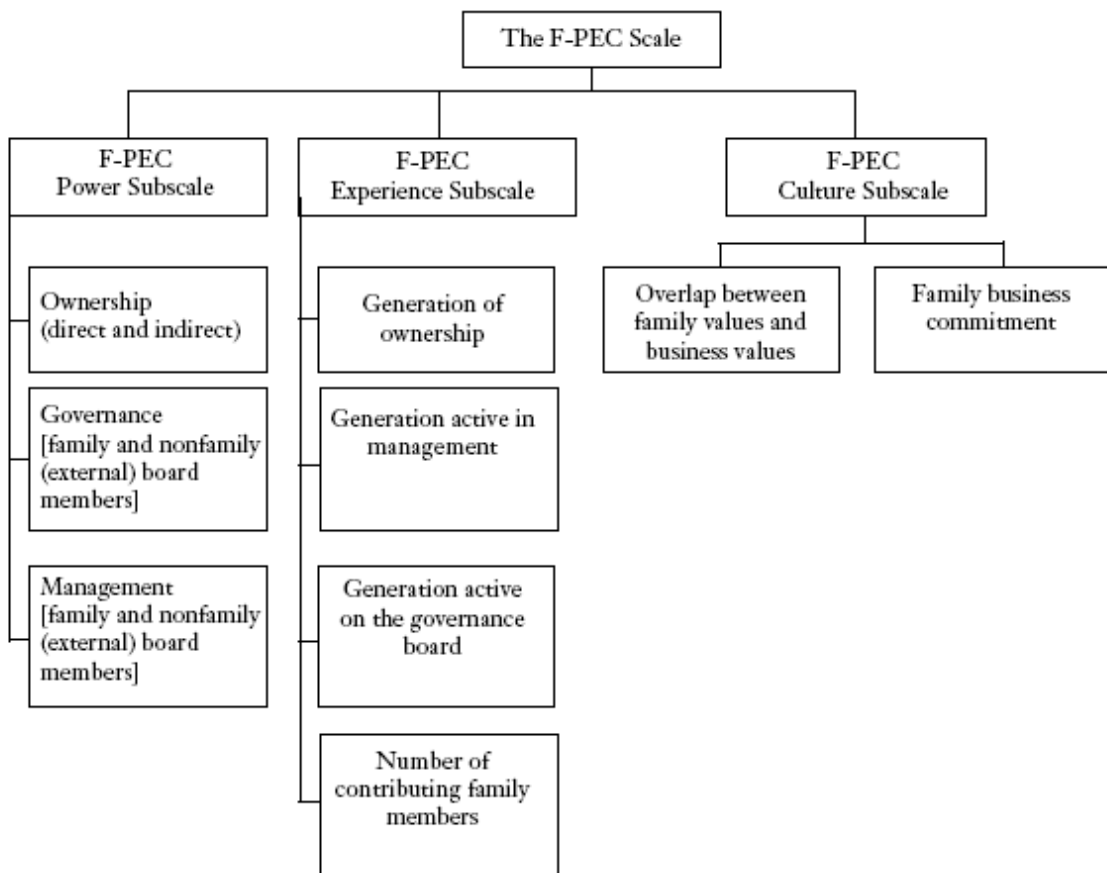 The F-PEC Scale
F-PEC
Power Subscale
F-PEC
Experience Subscale
F-PEC
Culture Subscale
Ownership
(direct and indirect)
Governance
[family and nonfamily
(external) board
members]
Management
[family and nonfamily
(external) board
members]
Generation of
ownership
Generation active in
management
Generation active
on the governance
board
Number of
contributing family
members
Overlap between
family values and
business values
Family business
commitment